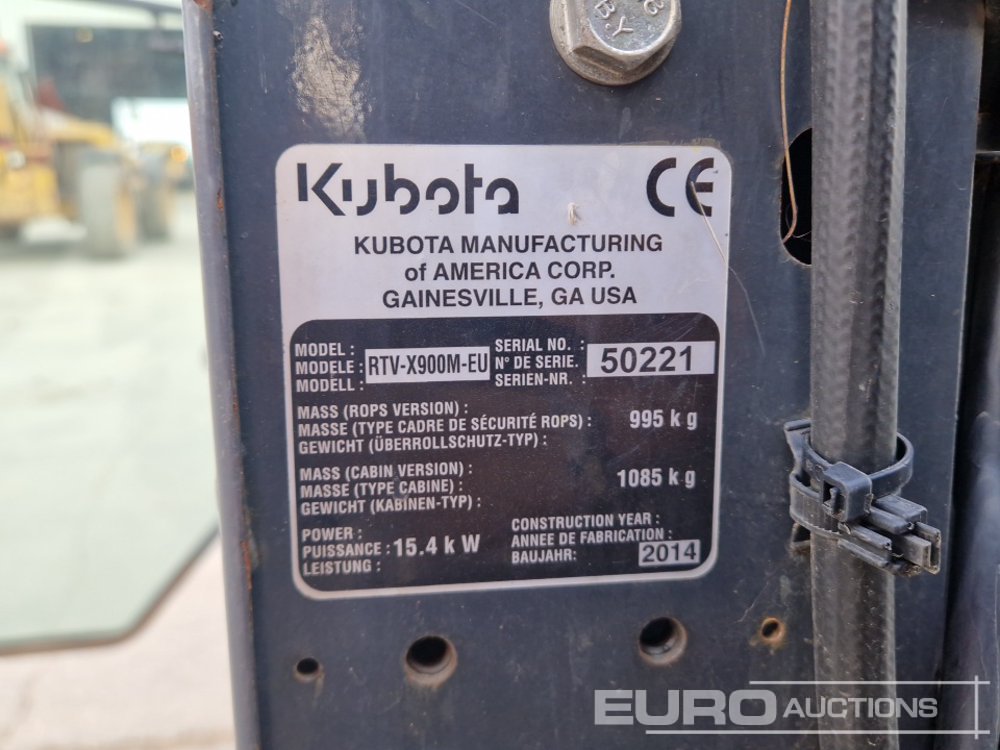 Kubota CE
KUBOTA MANUFACTURING
of AMERICA CORP.
GAINESVILLE, GA USA
MODEL :
MODELE :
MODELL :
RTV-X900M-EU
SERIAL NO. :
N° DE SERIE.
SERIEN-NR. :
50221
MASS (ROPS VERSION) :
MASSE (TYPE CADRE DE SÉCURITÉ ROPS) : 995 kg
GEWICHT (ÜBERROLLSCHUTZ-TYP) :
MASS (CABIN VERSION) :
MASSE (TYPE CABINE) : 1085 kg
GEWICHT (KABINEN-TYP) :
POWER :
PUISSANCE : 15.4 kW
LEISTUNG :
CONSTRUCTION YEAR :
ANNEE DE FABRICATION :
BAUJAHR: 2014
EURO AUCTIONS